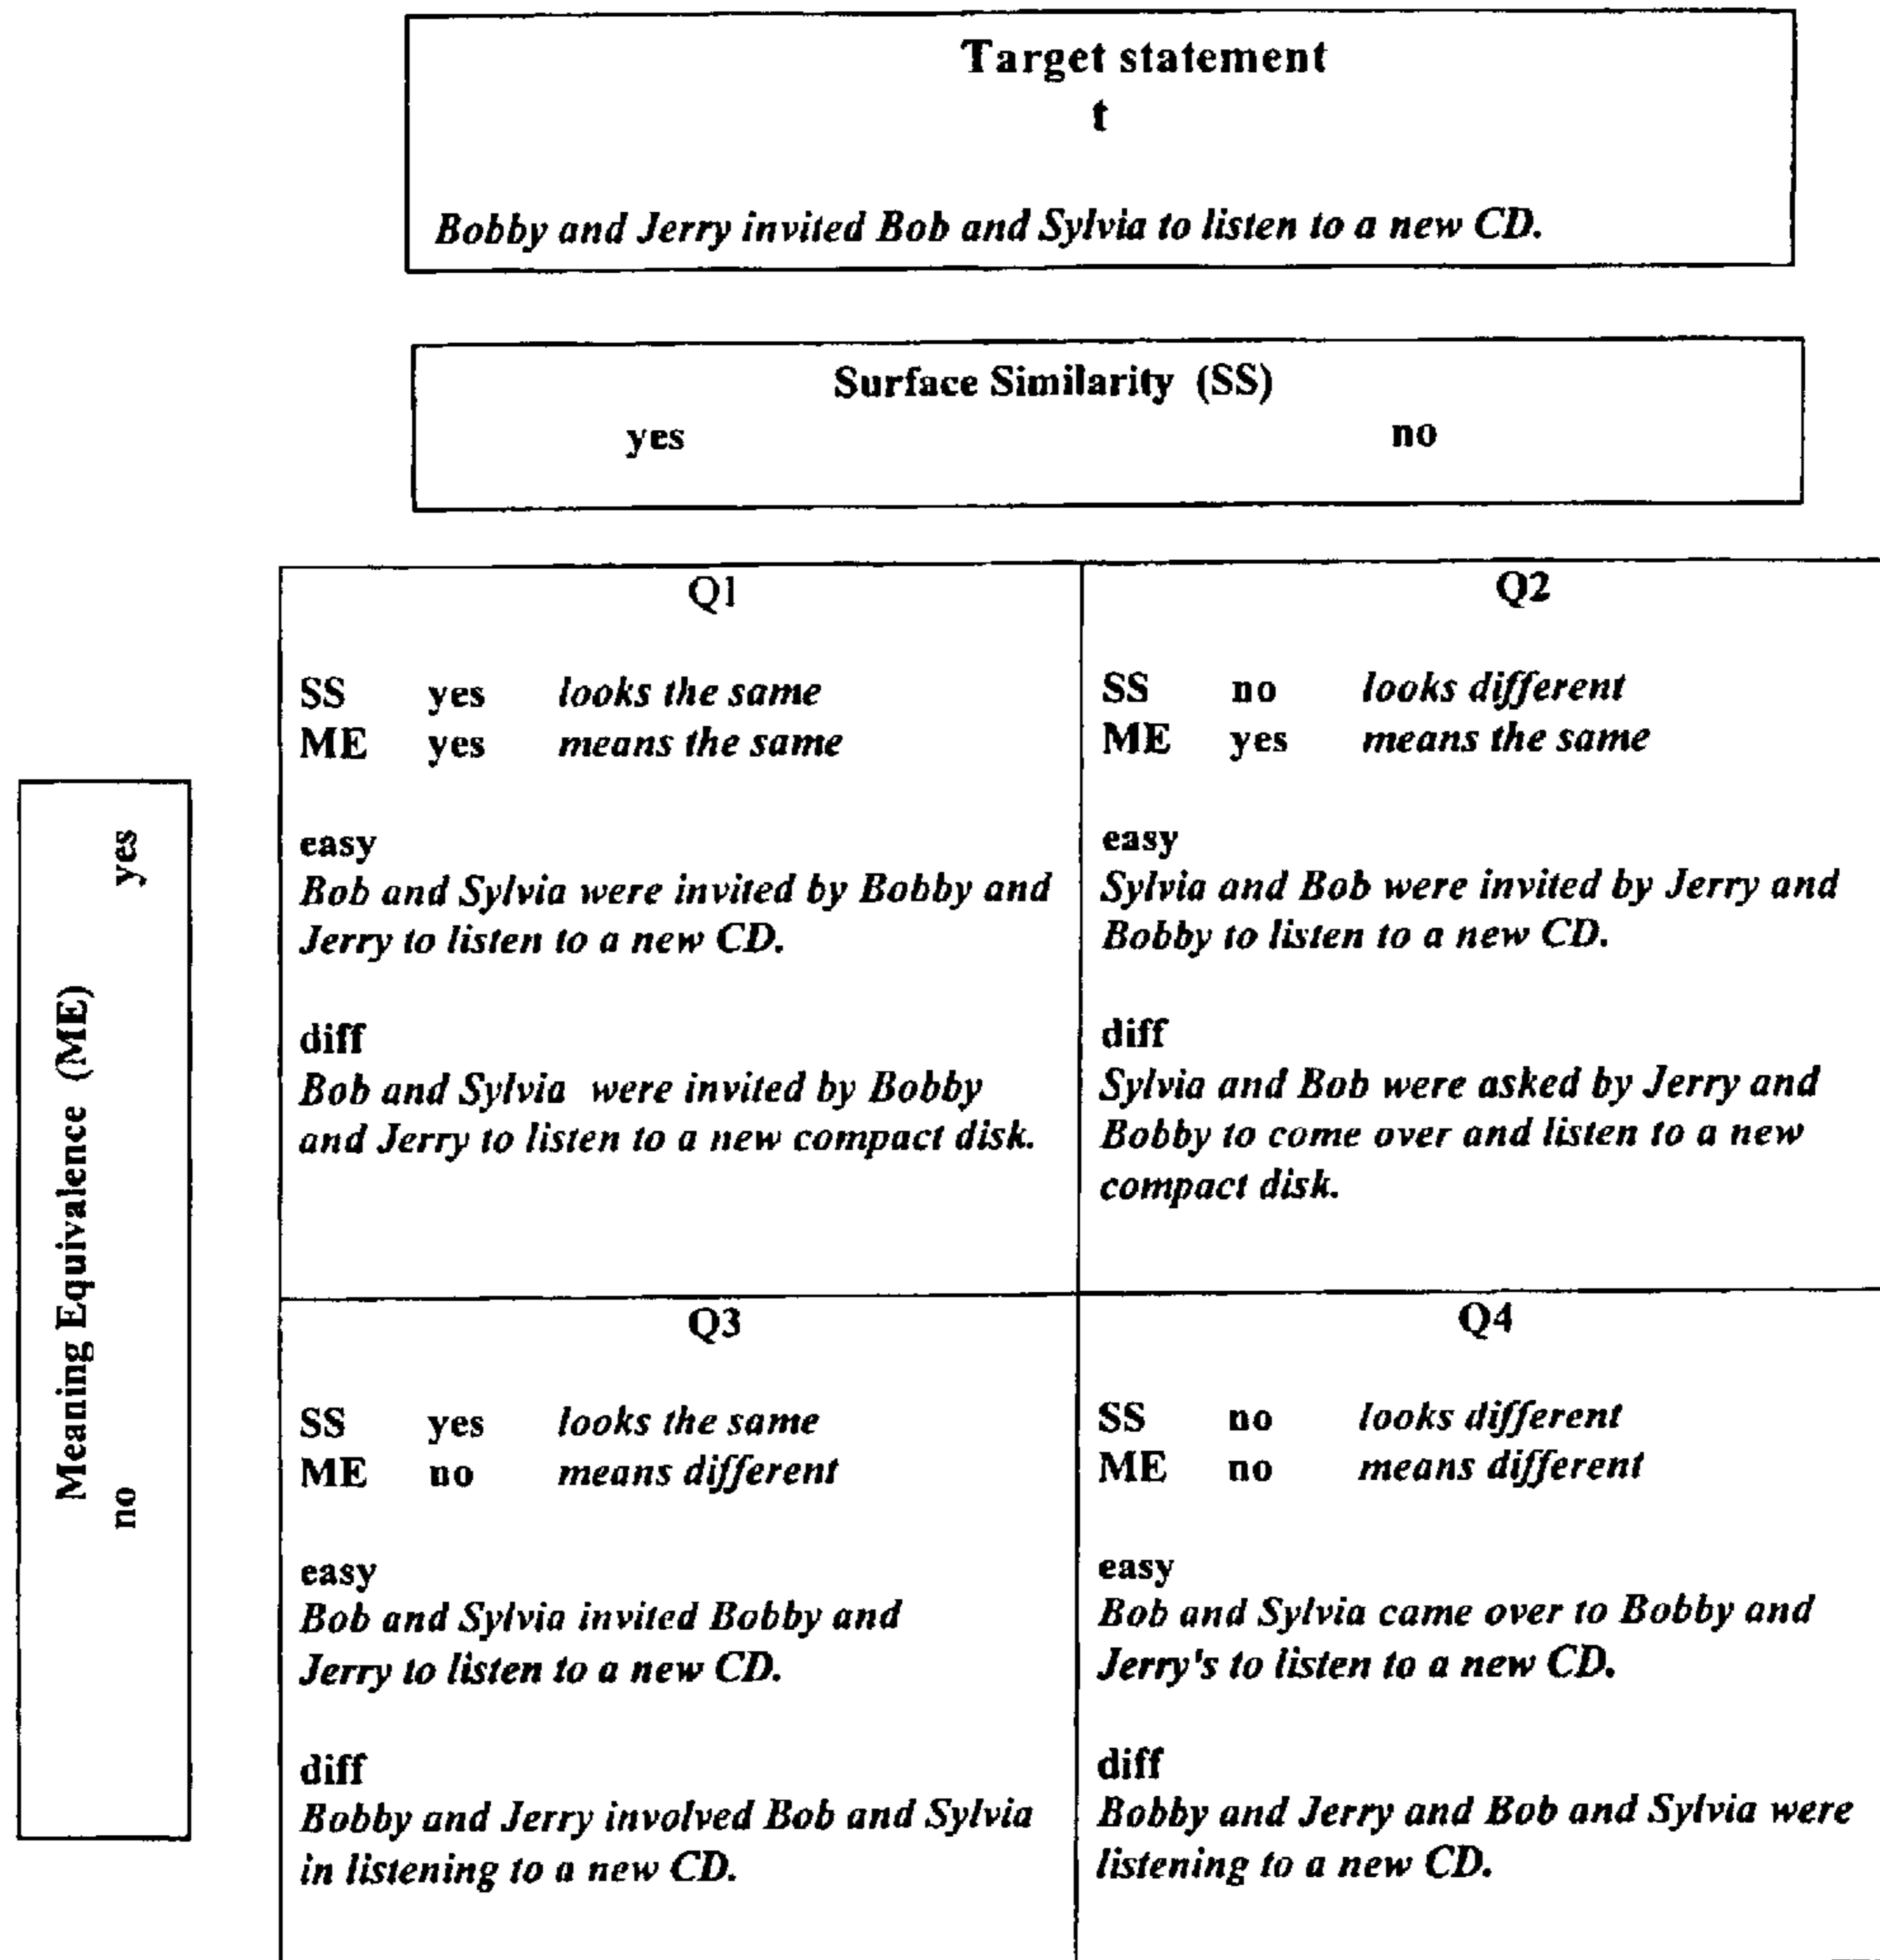 Target statement
t
Bobby and Jerry invited Bob and Sylvia to listen to a new CD.
Surface Similarity (SS)
yes no
Meaning Equivalence (ME)
yes
no
Q1
SS yes looks the same
ME yes means the same
easy
Bob and Sylvia were invited by Bobby and
Jerry to listen to a new CD.
diff
Bob and Sylvia were invited by Bobby
and Jerry to listen to a new compact disk.
Q2
SS no looks different
ME yes means the same
easy
Sylvia and Bob were invited by Jerry and
Bobby to listen to a new CD.
diff
Sylvia and Bob were asked by Jerry and
Bobby to come over and listen to a new
compact disk.
Q3
SS yes looks the same
ME no means different
easy
Bob and Sylvia invited Bobby and
Jerry to listen to a new CD.
diff
Bobby and Jerry involved Bob and Sylvia
in listening to a new CD.
Q4
SS no looks different
ME no means different
easy
Bob and Sylvia came over to Bobby and
Jerry's to listen to a new CD.
diff
Bobby and Jerry and Bob and Sylvia were
listening to a new CD.